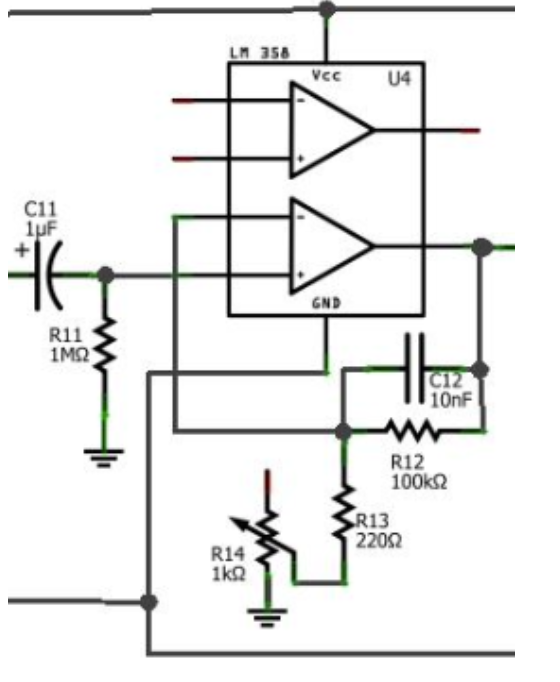 LM 358
Vcc
U4
-
+
C11
1µF
+
-
+
GND
R11
1MΩ
C12
10nF
R12
100kΩ
R13
220Ω
R14
1kΩ